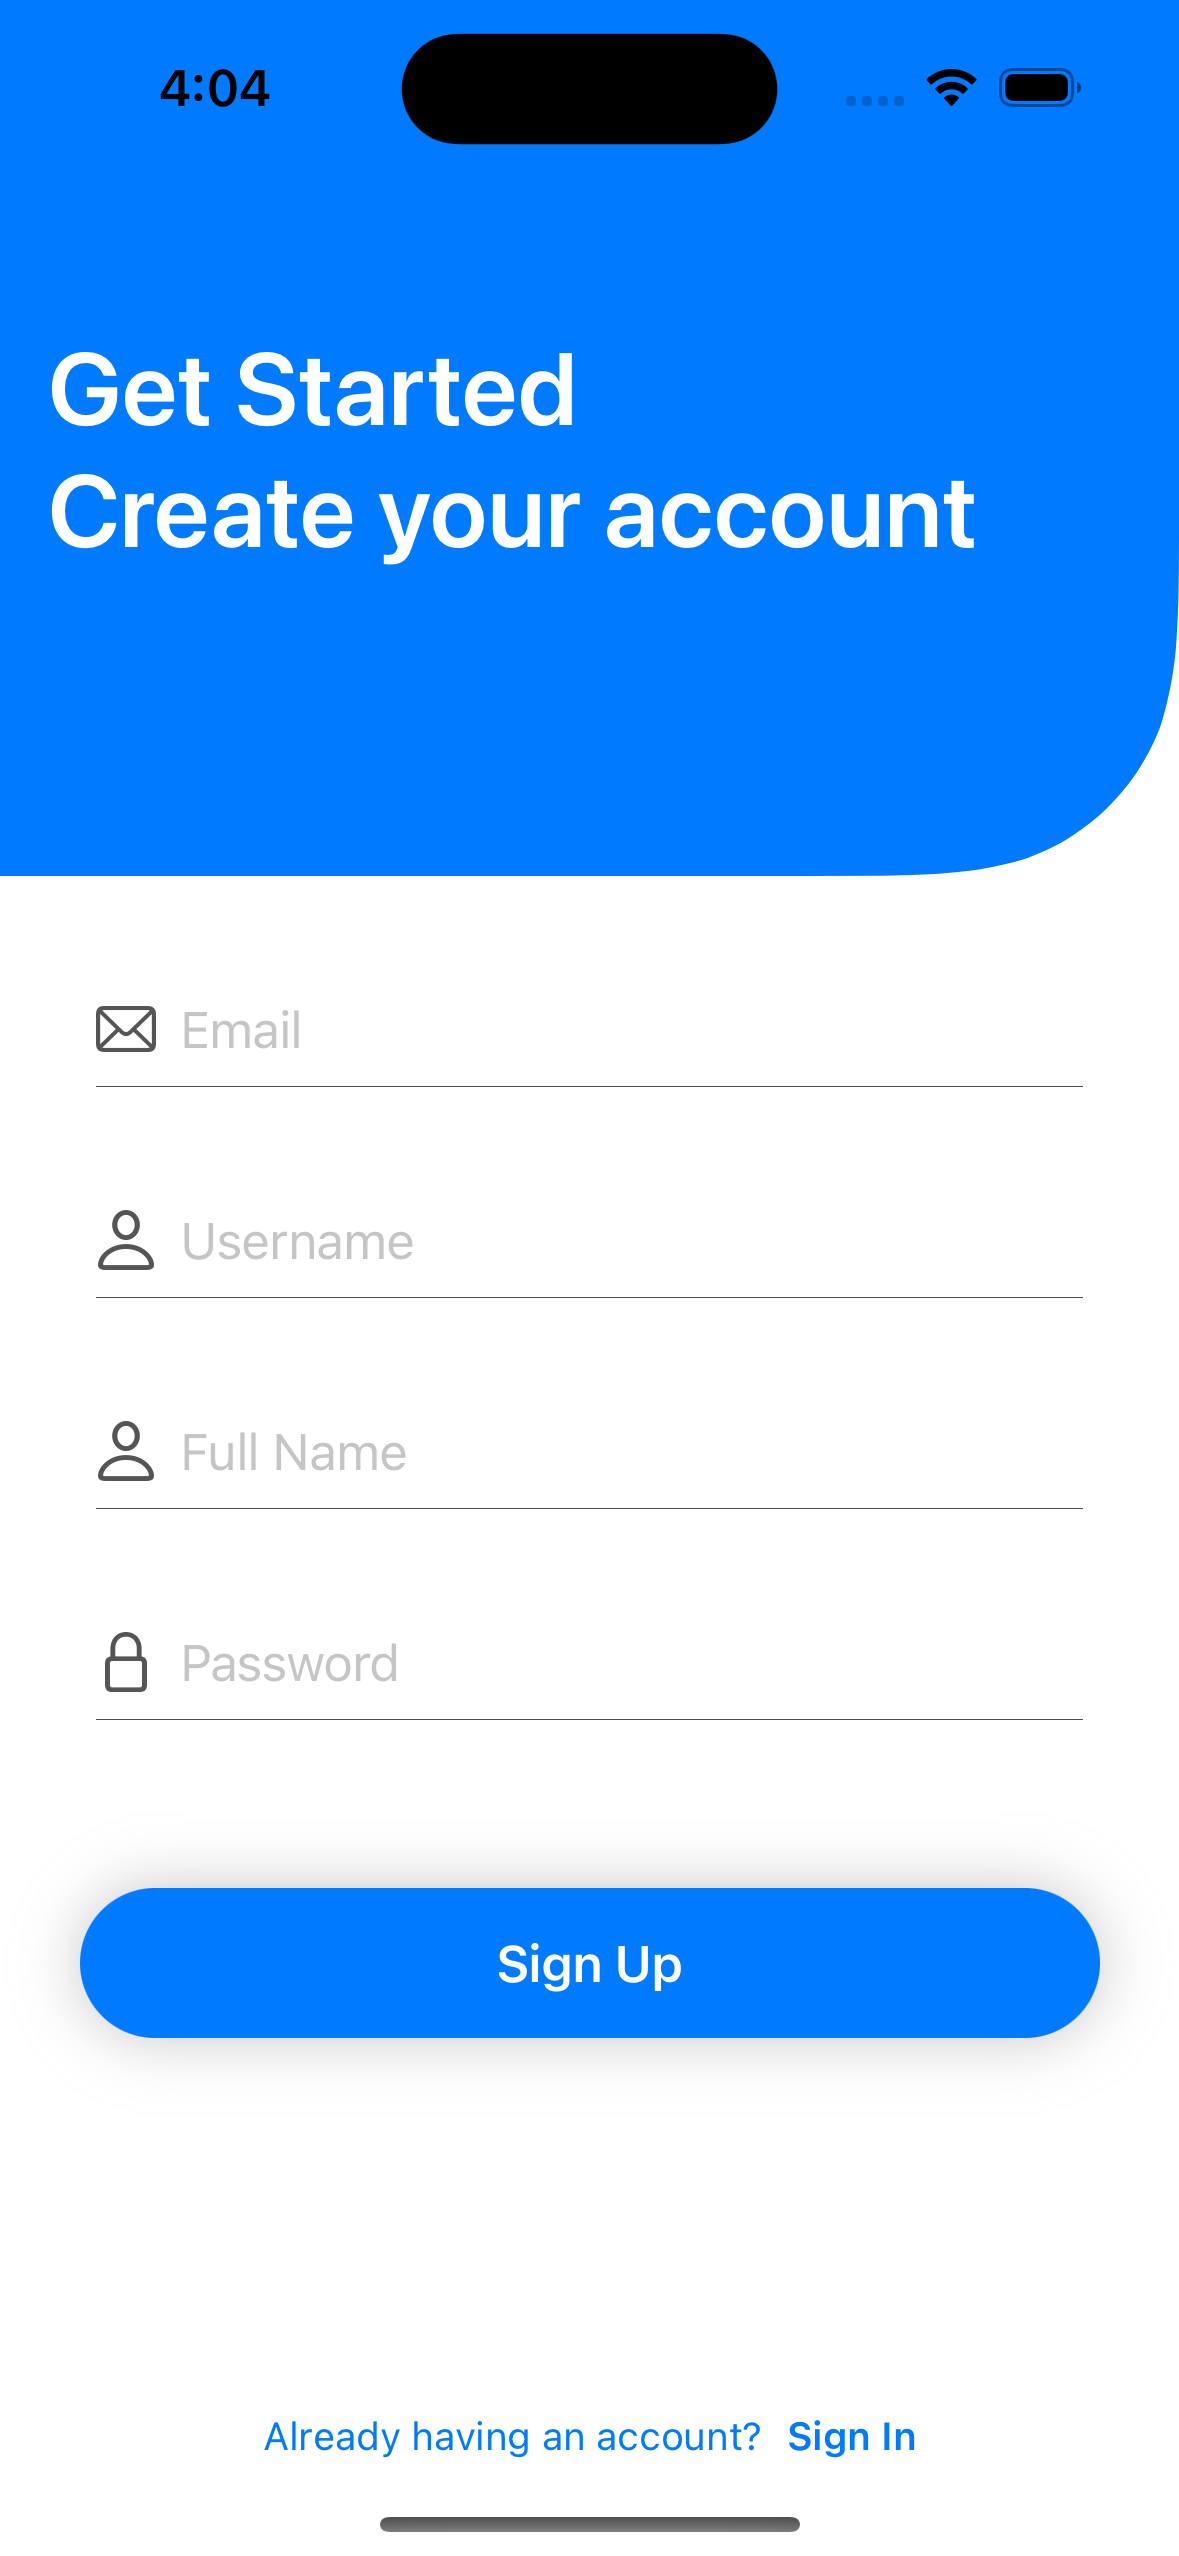 4:04
Get Started
Create your account
Email
Username
Full Name
Password
Sign Up
Already having an account? Sign In